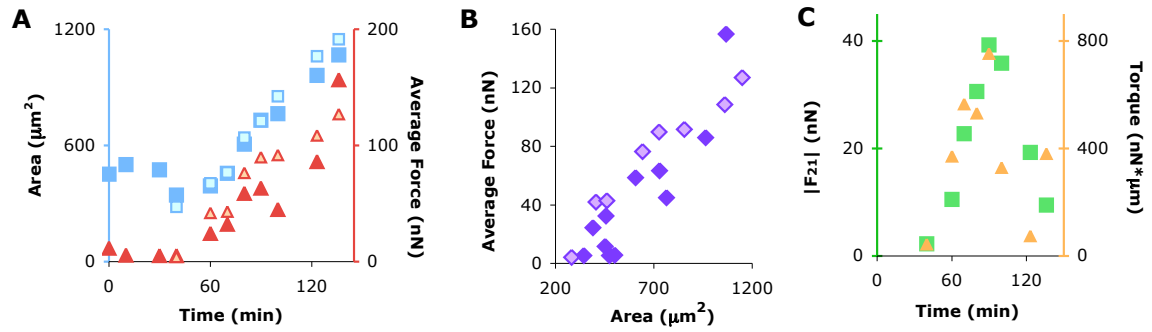 A
1200
600
0
Area (μm²)
0
60
120
Time (min)
200
100
0
Average Force (nN)
B
160
120
80
40
0
Average Force (nN)
200
700
1200
Area (μm²)
C
40
20
0
|F₂₁| (nN)
0
60
120
Time (min)
800
400
0
Torque (nN*μm)